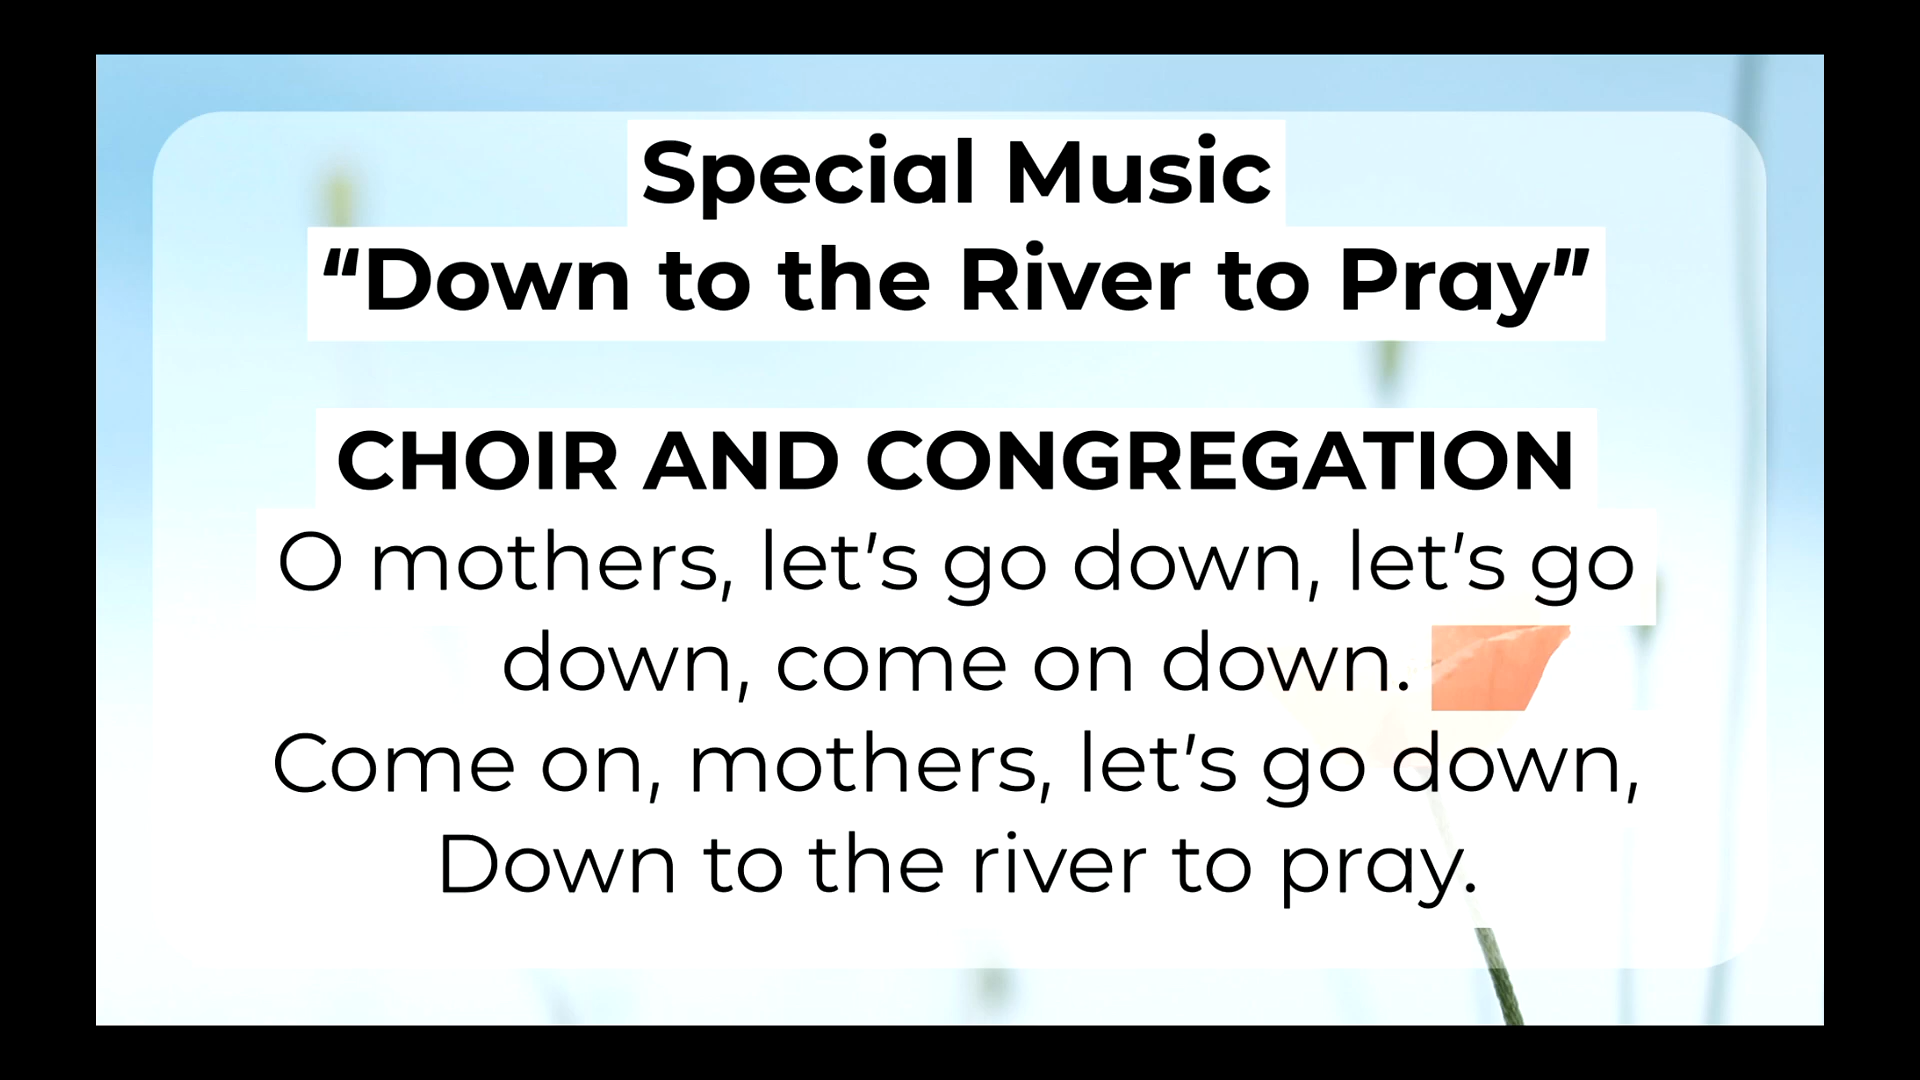 Special Music
“Down to the River to Pray”
CHOIR AND CONGREGATION
O mothers, let’s go down, let’s go
down, come on down.
Come on, mothers, let’s go down,
Down to the river to pray.